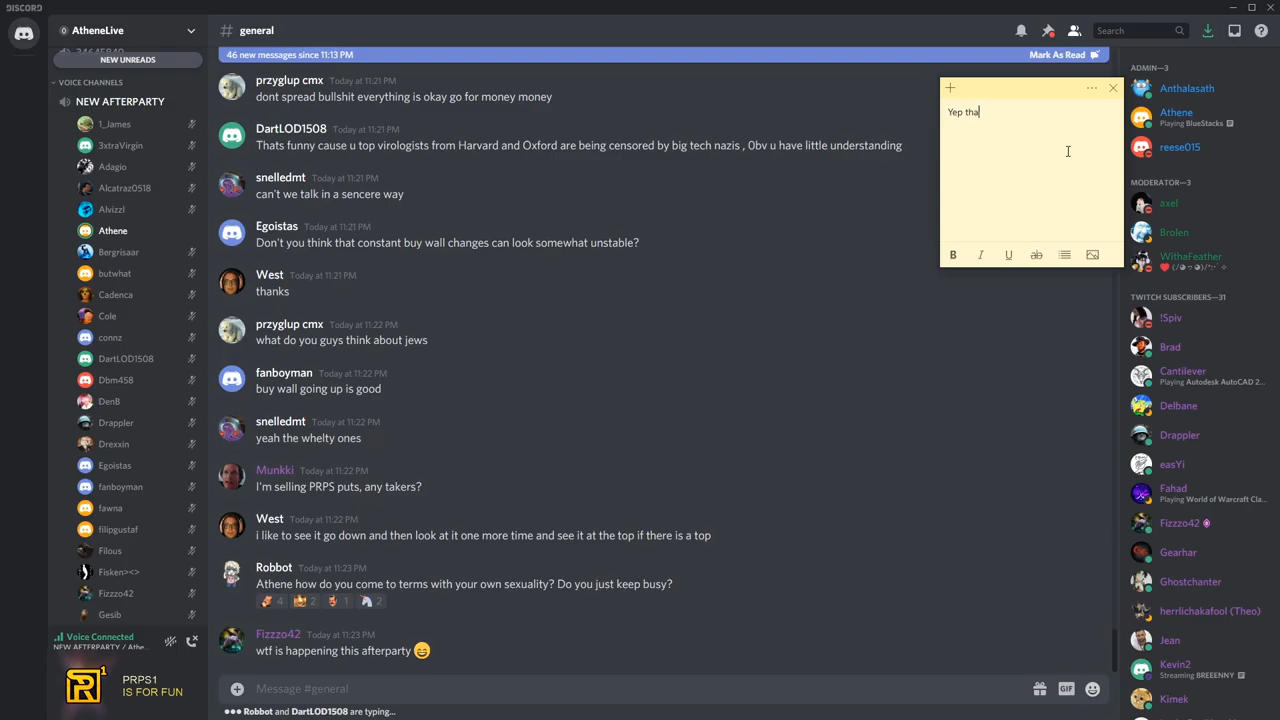 DISCORD
AtheneLive
general
Search
NEW UNREADS
VOICE CHANNELS
NEW AFTERPARTY
1_James
3xtraVirgin
Adagio
Alcatraz0518
Alvizzl
Athene
Bergrisaar
butwhat
Cadenca
Cole
connz
DartLOD1508
Dbm458
DenB
Drappler
Drexxin
Egoistas
fanboyman
fawna
filipgustaf
Filous
Fisken><>
Fizzzo42
Gesib
Voice Connected
NEW AFTERPARTY / Athe...
PRPS1
IS FOR FUN
46 new messages since 11:13 PM
Mark As Read
przyglup cmx Today at 11:21 PM
dont spread bullshit everything is okay go for money money
DartLOD1508 Today at 11:21 PM
Thats funny cause u top virologists from Harvard and Oxford are being censored by big tech nazis , 0bv u have little understanding
snelledmt Today at 11:21 PM
can't we talk in a sencere way
Egoistas Today at 11:21 PM
Don't you think that constant buy wall changes can look somewhat unstable?
West Today at 11:21 PM
thanks
przyglup cmx Today at 11:22 PM
what do you guys think about jews
fanboyman Today at 11:22 PM
buy wall going up is good
snelledmt Today at 11:22 PM
yeah the whelty ones
Munkki Today at 11:22 PM
I'm selling PRPS puts, any takers?
West Today at 11:22 PM
i like to see it go down and then look at it one more time and see it at the top if there is a top
Robbot Today at 11:23 PM
Athene how do you come to terms with your own sexuality? Do you just keep busy?
4 2 1 2
Fizzzo42 Today at 11:23 PM
wtf is happening this afterparty
Message #general
GIF
Robbot and DartLOD1508 are typing...
Yep tha
B I U ab
ADMIN—3
Anthalasath
Athene
Playing BlueStacks
reese015
MODERATOR—3
axel
Brolen
WithaFeather
TWITCH SUBSCRIBERS—31
!Spiv
Brad
Cantilever
Playing Autodesk AutoCAD 2...
Delbane
Drappler
easYi
Fahad
Playing World of Warcraft Cla...
Fizzzo42
Gearhar
Ghostchanter
herrlichakafool (Theo)
Jean
Kevin2
Streaming BREEENNY
Kimek